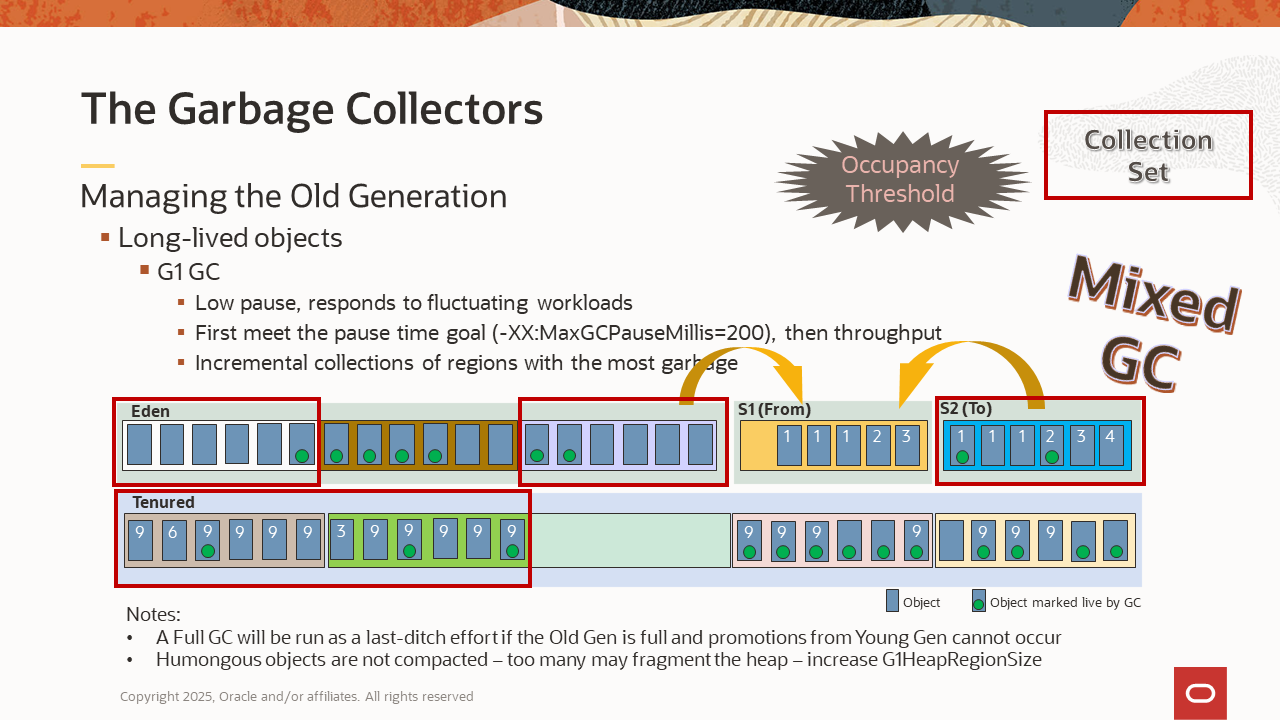 The Garbage Collectors
Occupancy
Threshold
Collection
Set
Managing the Old Generation
Long-lived objects
G1 GC
Low pause, responds to fluctuating workloads
First meet the pause time goal (-XX:MaxGCPauseMillis=200), then throughput
Incremental collections of regions with the most garbage
Mixed
GC
Eden
S1 (From)
S2 (To)
1 1 1 2 3
1 1 1 2 3 4
Tenured
9 6 9 9 9 9
3 9 9 9 9 9
9 9 9 9
9 9 9
Object
Object marked live by GC
Notes:
• A Full GC will be run as a last-ditch effort if the Old Gen is full and promotions from Young Gen cannot occur
• Humongous objects are not compacted – too many may fragment the heap – increase G1HeapRegionSize
Copyright 2025, Oracle and/or affiliates. All rights reserved